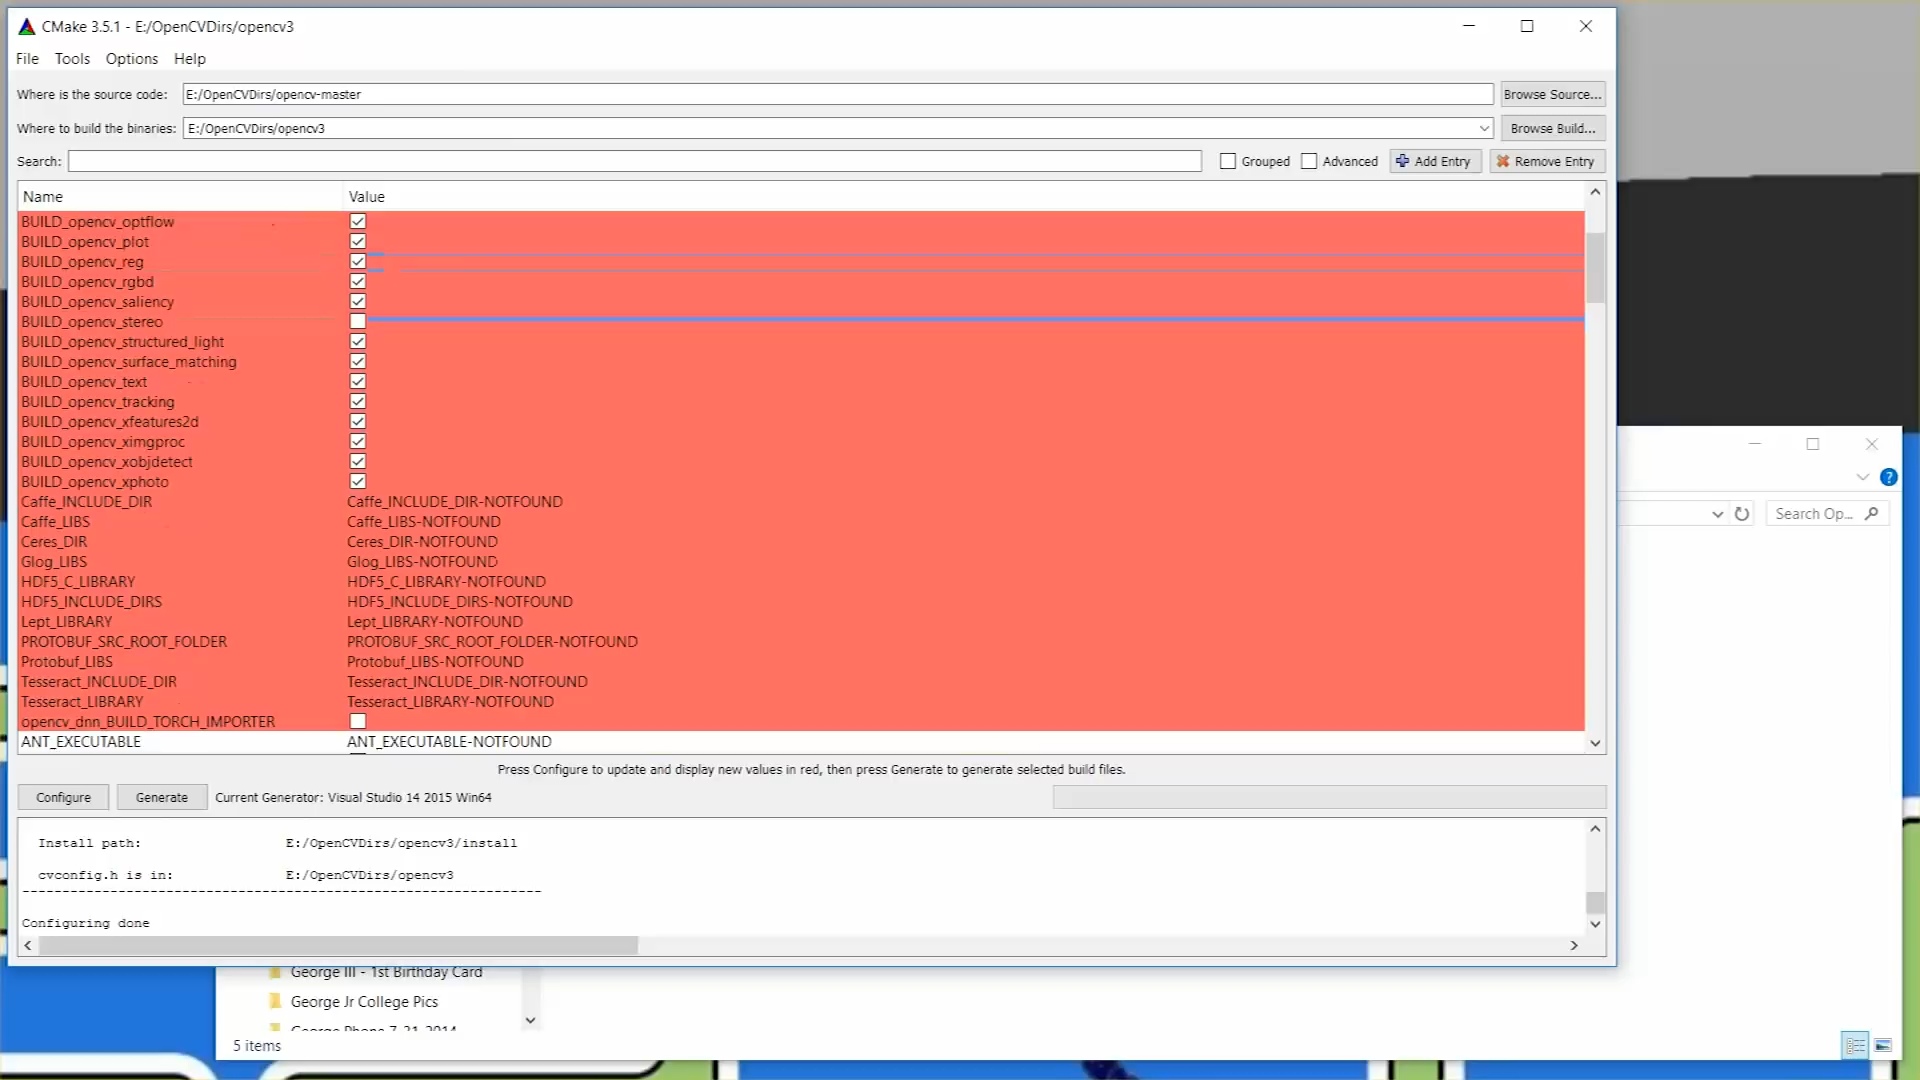 CMake 3.5.1 - E:/OpenCVDirs/opencv3
File Tools Options Help
Where is the source code: E:/OpenCVDirs/opencv-master Browse Source...
Where to build the binaries: E:/OpenCVDirs/opencv3 Browse Build...
Search: Grouped Advanced Add Entry Remove Entry
Name Value
BUILD_opencv_optflow
BUILD_opencv_plot
BUILD_opencv_reg
BUILD_opencv_rgbd
BUILD_opencv_saliency
BUILD_opencv_stereo
BUILD_opencv_structured_light
BUILD_opencv_surface_matching
BUILD_opencv_text
BUILD_opencv_tracking
BUILD_opencv_xfeatures2d
BUILD_opencv_ximgproc
BUILD_opencv_xobjdetect
BUILD_opencv_xphoto
Caffe_INCLUDE_DIR Caffe_INCLUDE_DIR-NOTFOUND
Caffe_LIBS Caffe_LIBS-NOTFOUND
Ceres_DIR Ceres_DIR-NOTFOUND
Glog_LIBS Glog_LIBS-NOTFOUND
HDF5_C_LIBRARY HDF5_C_LIBRARY-NOTFOUND
HDF5_INCLUDE_DIRS HDF5_INCLUDE_DIRS-NOTFOUND
Lept_LIBRARY Lept_LIBRARY-NOTFOUND
PROTOBUF_SRC_ROOT_FOLDER PROTOBUF_SRC_ROOT_FOLDER-NOTFOUND
Protobuf_LIBS Protobuf_LIBS-NOTFOUND
Tesseract_INCLUDE_DIR Tesseract_INCLUDE_DIR-NOTFOUND
Tesseract_LIBRARY Tesseract_LIBRARY-NOTFOUND
opencv_dnn_BUILD_TORCH_IMPORTER
ANT_EXECUTABLE ANT_EXECUTABLE-NOTFOUND
Press Configure to update and display new values in red, then press Generate to generate selected build files.
Configure Generate Current Generator: Visual Studio 14 2015 Win64
Install path: E:/OpenCVDirs/opencv3/install
cvconfig.h is in: E:/OpenCVDirs/opencv3
-----------------------------------------------------------------
Configuring done
Search Op...
George III - 1st Birthday Card
George Jr College Pics
George Phone 7-21-2014
5 items